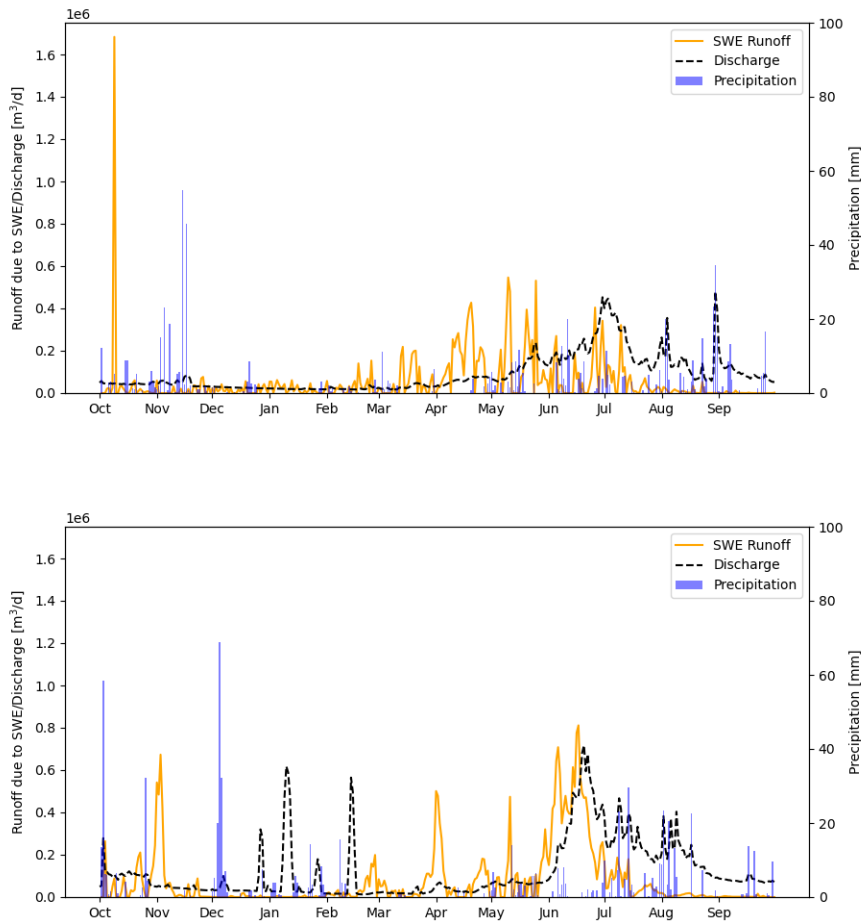 1e6
Runoff due to SWE/Discharge [m³/d]
1.6
1.4
1.2
1.0
0.8
0.6
0.4
0.2
0.0
SWE Runoff
Discharge
Precipitation
100
80
60
40
20
0
Precipitation [mm]
Oct Nov Dec Jan Feb Mar Apr May Jun Jul Aug Sep
1e6
Runoff due to SWE/Discharge [m³/d]
1.6
1.4
1.2
1.0
0.8
0.6
0.4
0.2
0.0
SWE Runoff
Discharge
Precipitation
100
80
60
40
20
0
Precipitation [mm]
Oct Nov Dec Jan Feb Mar Apr May Jun Jul Aug Sep